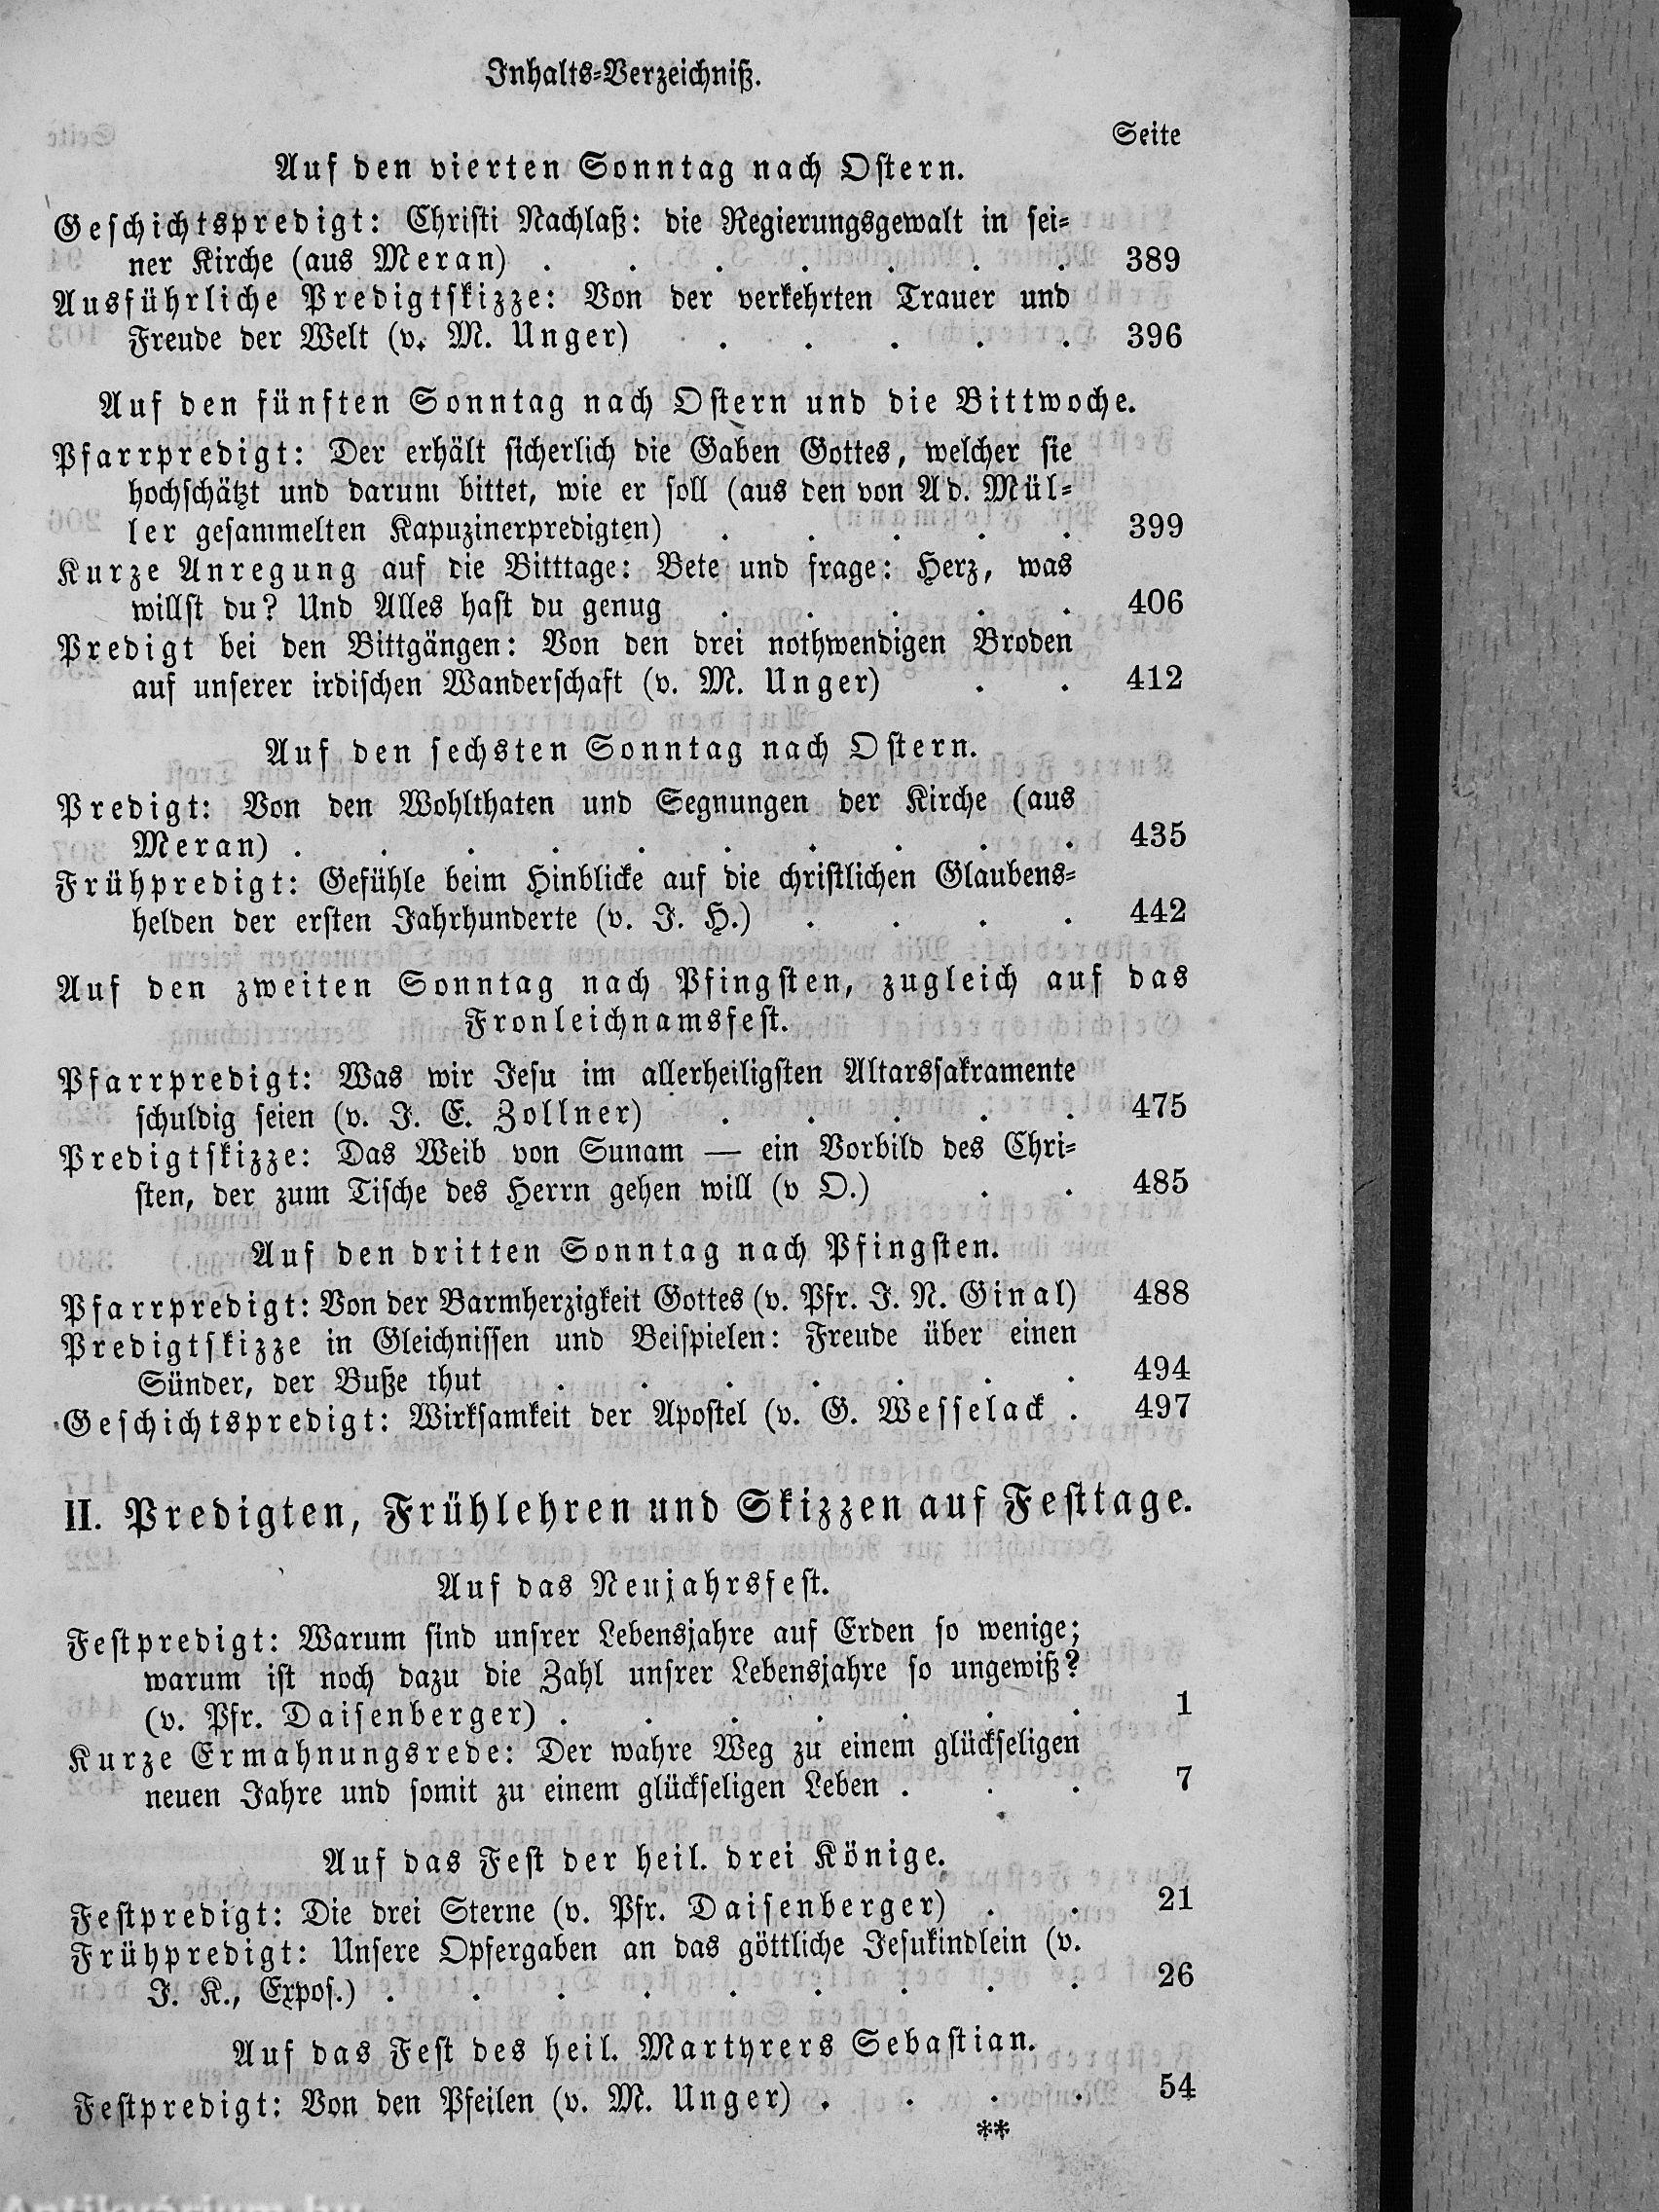 Inhalts-Verzeichniß.
Seite
Auf den vierten Sonntag nach Ostern.
Geschichtspredigt: Christi Nachlaß: die Regierungsgewalt in sei-
ner Kirche (aus Meran) . . . . . . . 389
Ausführliche Predigtskizze: Von der verkehrten Trauer und
Freude der Welt (v. M. Unger) . . . . . 396
Auf den fünften Sonntag nach Ostern und die Bittwoche.
Pfarrpredigt: Der erhält sicherlich die Gaben Gottes, welcher sie
hochschätzt und darum bittet, wie er soll (aus den von Ad. Mül-
ler gesammelten Kapuzinerpredigten) . . . . . 399
Kurze Anregung auf die Bitttage: Bete und frage: Herz, was
willst du? Und Alles hast du genug . . . . . 406
Predigt bei den Bittgängen: Von den drei nothwendigen Broden
auf unserer irdischen Wanderschaft (v. M. Unger) . . 412
Auf den sechsten Sonntag nach Ostern.
Predigt: Von den Wohlthaten und Segnungen der Kirche (aus
Meran) . . . . . . . . . . 435
Frühpredigt: Gefühle beim Hinblicke auf die christlichen Glaubens-
helden der ersten Jahrhunderte (v. J. H.) . . . . 442
Auf den zweiten Sonntag nach Pfingsten, zugleich auf das
Fronleichnamsfest.
Pfarrpredigt: Was wir Jesu im allerheiligsten Altarssakramente
schuldig seien (v. J. E. Zollner) . . . . . 475
Predigtskizze: Das Weib von Sunam — ein Vorbild des Chri-
sten, der zum Tische des Herrn gehen will (v O.) . . 485
Auf den dritten Sonntag nach Pfingsten.
Pfarrpredigt: Von der Barmherzigkeit Gottes (v. Pfr. J. N. Ginal) 488
Predigtskizze in Gleichnissen und Beispielen: Freude über einen
Sünder, der Buße thut . . . . . . . 494
Geschichtspredigt: Wirksamkeit der Apostel (v. G. Wesselack . 497
II. Predigten, Frühlehren und Skizzen auf Festtage.
Auf das Neujahrsfest.
Festpredigt: Warum sind unsrer Lebensjahre auf Erden so wenige;
warum ist noch dazu die Zahl unsrer Lebensjahre so ungewiß?
(v. Pfr. Daisenberger) . . . . . . . 1
Kurze Ermahnungsrede: Der wahre Weg zu einem glückseligen
neuen Jahre und somit zu einem glückseligen Leben . . . 7
Auf das Fest der heil. drei Könige.
Festpredigt: Die drei Sterne (v. Pfr. Daisenberger) . . 21
Frühpredigt: Unsere Opfergaben an das göttliche Jesukindlein (v.
J. K., Expos.) . . . . . . . . . 26
Auf das Fest des heil. Martyrers Sebastian.
Festpredigt: Von den Pfeilen (v. M. Unger) . . . . 54
**